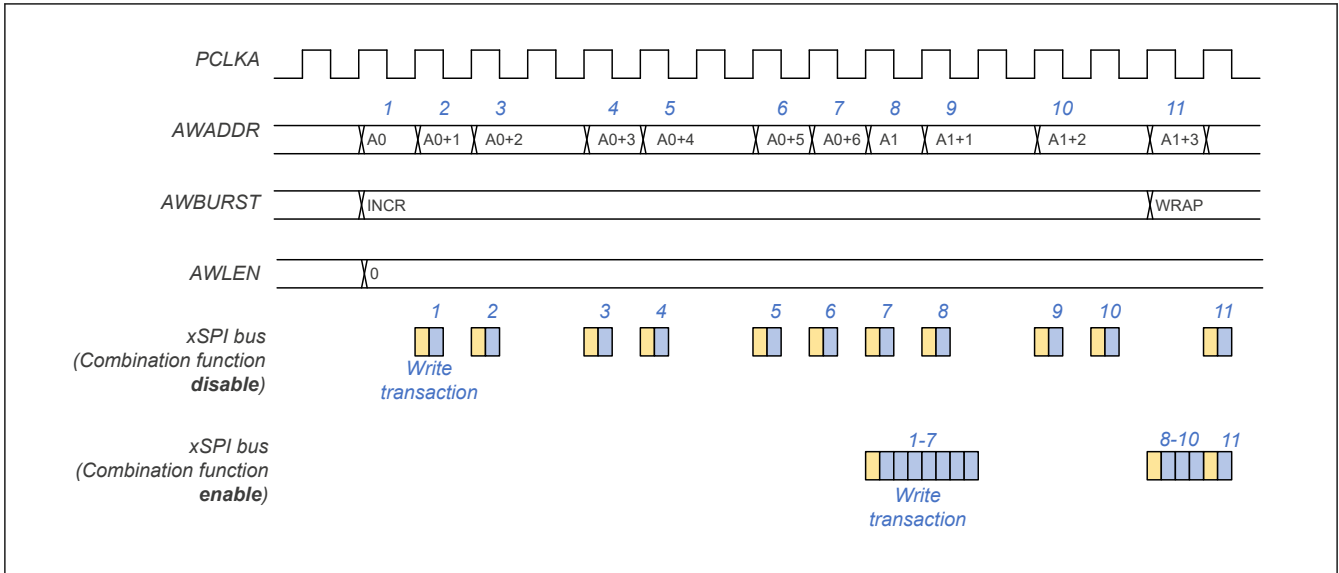 PCLKA
1 2 3 4 5 6 7 8 9 10 11
AWADDR A0 A0+1 A0+2 A0+3 A0+4 A0+5 A0+6 A1 A1+1 A1+2 A1+3
AWBURST INCR WRAP
AWLEN 0
1 2 3 4 5 6 7 8 9 10 11
xSPI bus
(Combination function
disable)
Write
transaction
1-7 8-10 11
xSPI bus
(Combination function
enable)
Write
transaction